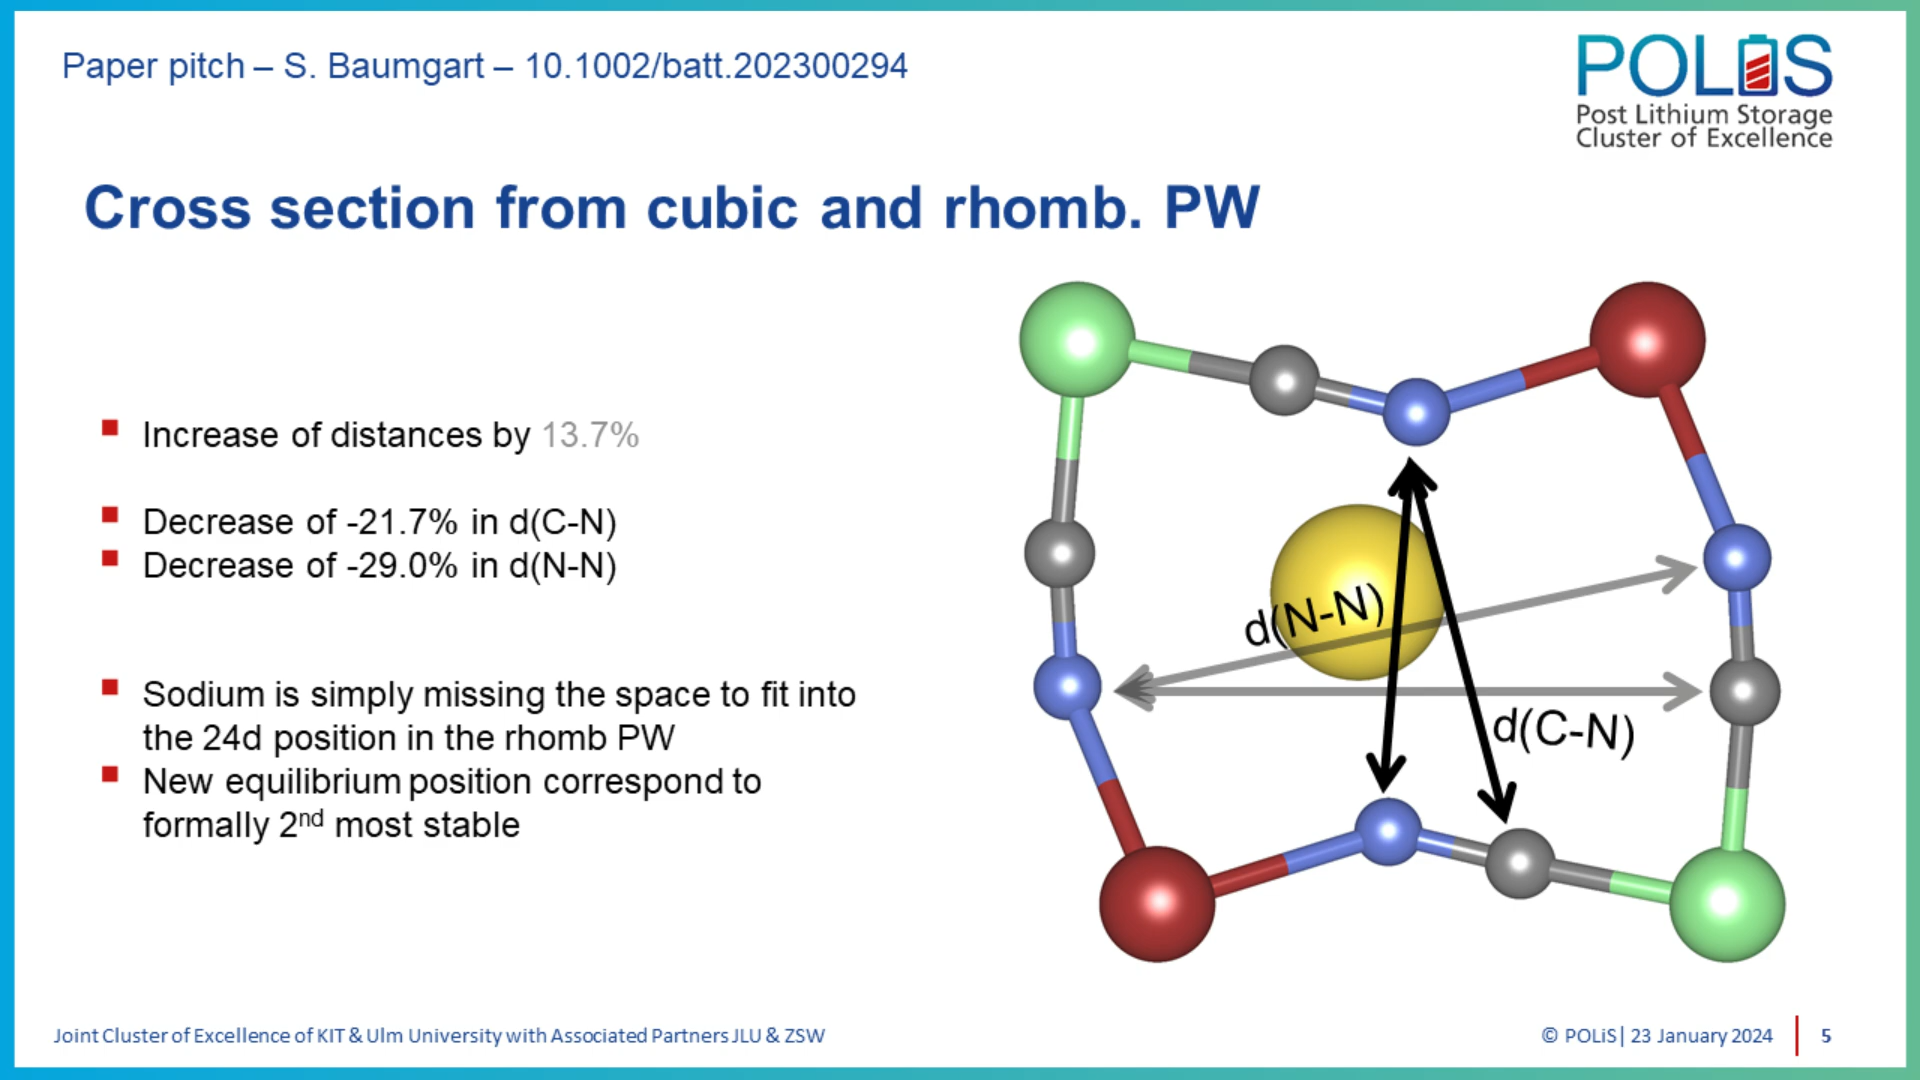 Paper pitch – S. Baumgart – 10.1002/batt.202300294
POLiS
Post Lithium Storage
Cluster of Excellence
Cross section from cubic and rhomb. PW
Increase of distances by 13.7%
Decrease of -21.7% in d(C-N)
Decrease of -29.0% in d(N-N)
Sodium is simply missing the space to fit into
the 24d position in the rhomb PW
New equilibrium position correspond to
formally 2nd most stable
d(N-N)
d(C-N)
Joint Cluster of Excellence of KIT & Ulm University with Associated Partners JLU & ZSW
© POLiS| 23 January 2024
5